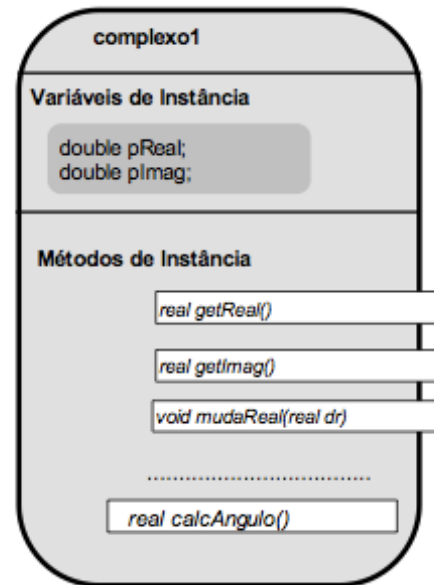 complexo1
Variáveis de Instância
double pReal;
double pImag;
Métodos de Instância
real getReal()
real getImag()
void mudaReal(real dr)
....................................
real calcAngulo()